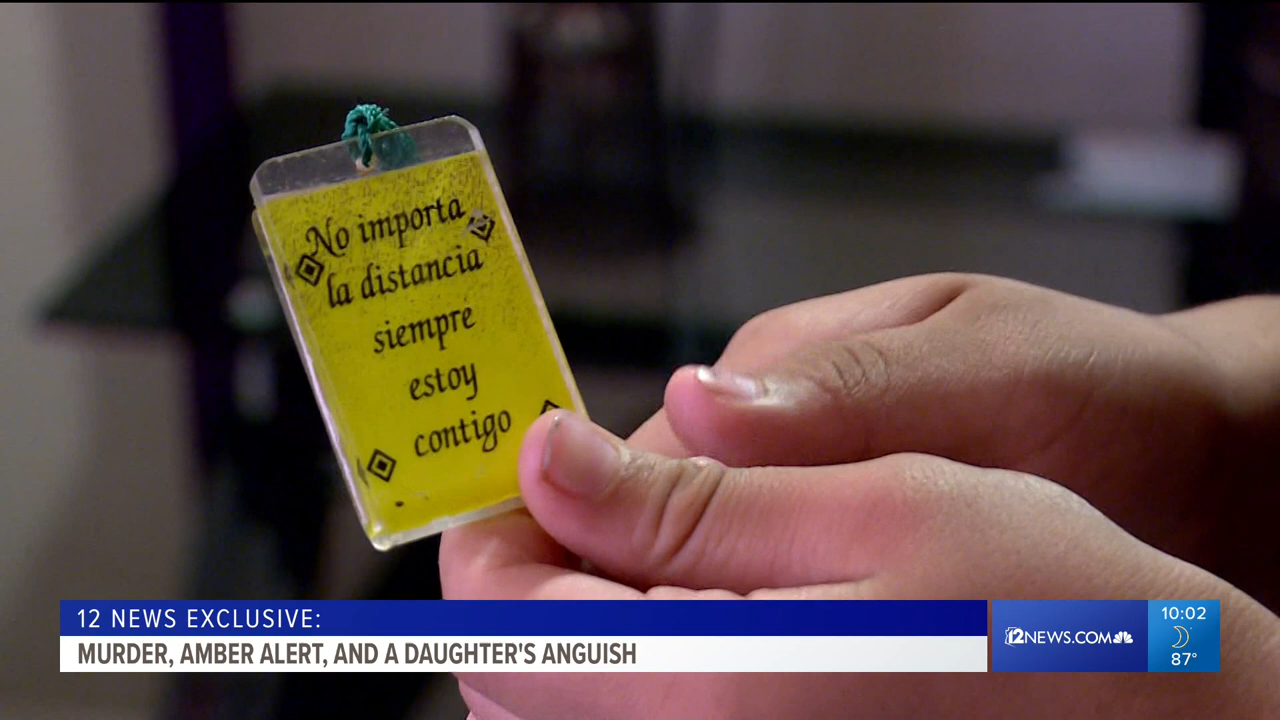 No importa
la distancia
siempre
estoy
contigo
12 NEWS EXCLUSIVE:
MURDER, AMBER ALERT, AND A DAUGHTER'S ANGUISH
12NEWS.COM
10:02
87°